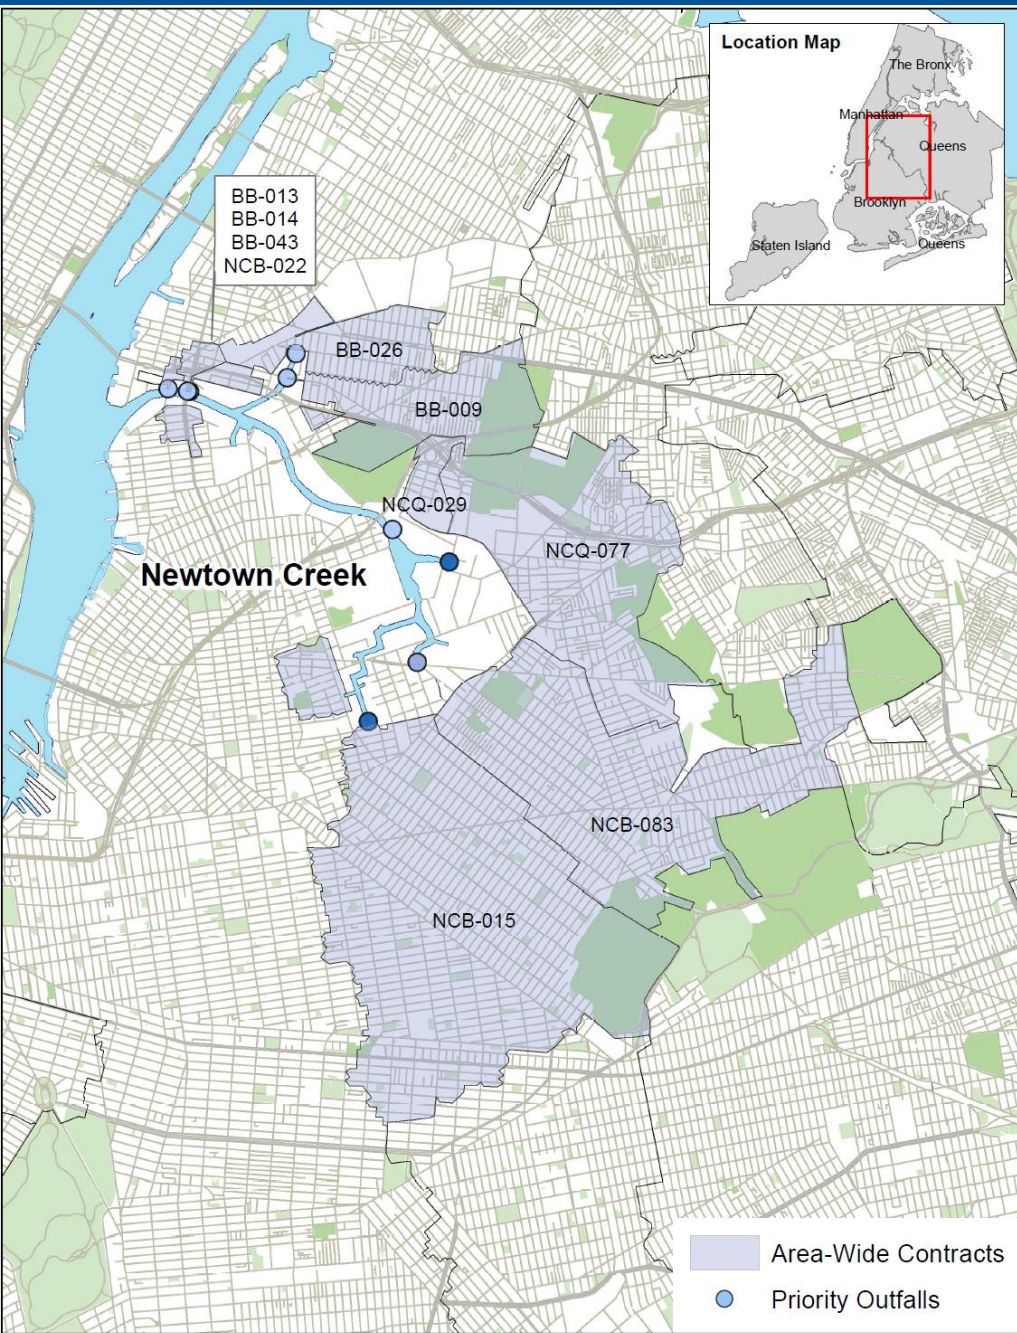 Location Map
The Bronx
Manhattan
Queens
Brooklyn
Staten Island
Queens
BB-013
BB-014
BB-043
NCB-022
BB-026
BB-009
NCQ-029
NCQ-077
Newtown Creek
NCB-083
NCB-015
Area-Wide Contracts
Priority Outfalls